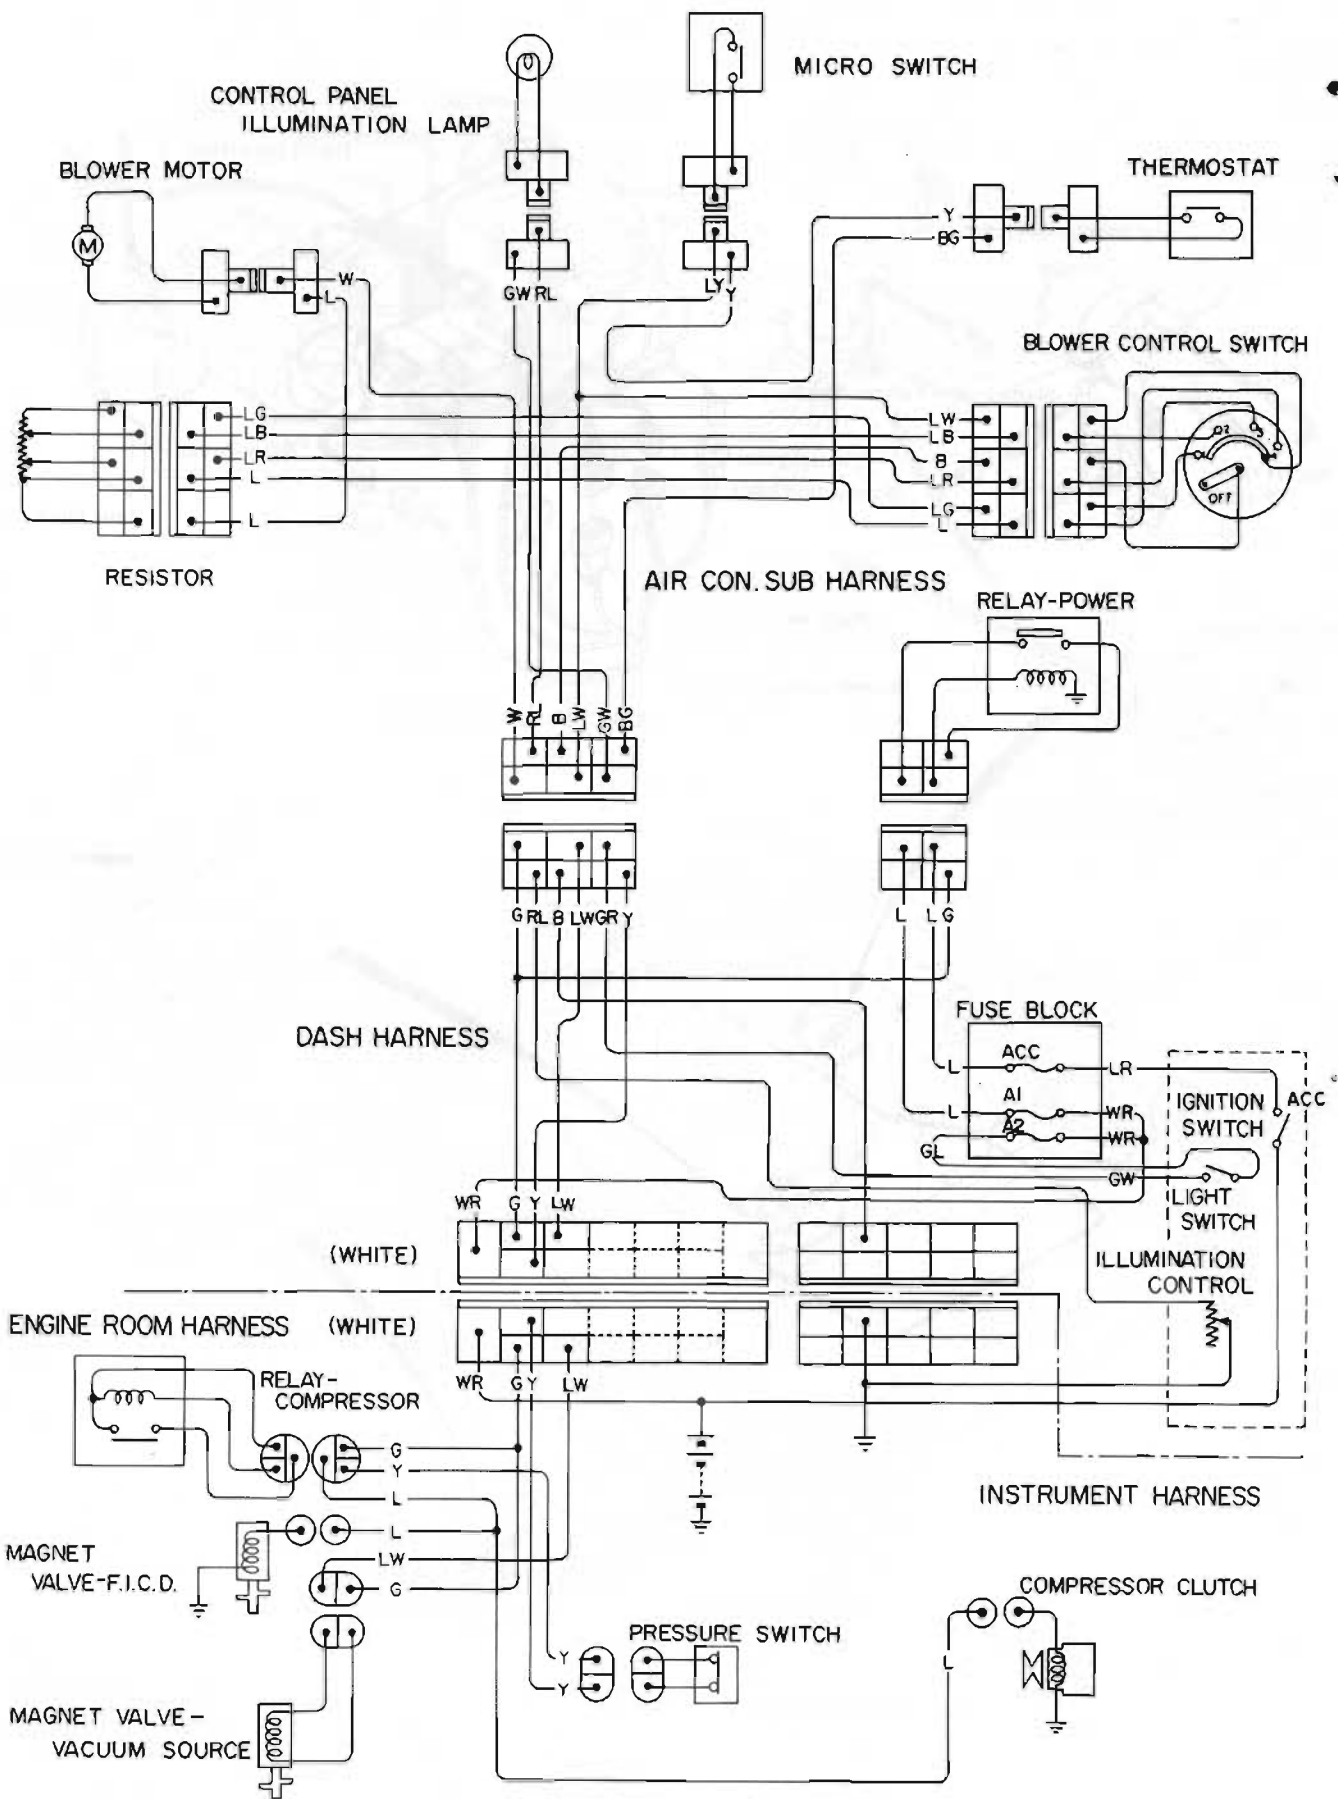 MICRO SWITCH
CONTROL PANEL
ILLUMINATION LAMP
BLOWER MOTOR
THERMOSTAT
M
Y
BG
W
L
GW RL
LY Y
BLOWER CONTROL SWITCH
LG
LB
LR
L
L
LW
LB
B
LR
LG
L
1
2
3
4
OFF
RESISTOR
AIR CON. SUB HARNESS
RELAY-POWER
W RL B LW GW BG
G RL B LW GR Y
L L G
DASH HARNESS
FUSE BLOCK
L ACC LR
L A1 WR
A2 WR
GL
GW
IGNITION
SWITCH
ACC
LIGHT
SWITCH
WR G Y LW
(WHITE)
ILLUMINATION
CONTROL
ENGINE ROOM HARNESS (WHITE)
WR G Y LW
RELAY-
COMPRESSOR
G
Y
L
L
LW
G
INSTRUMENT HARNESS
MAGNET
VALVE-F.I.C.D.
COMPRESSOR CLUTCH
PRESSURE SWITCH
Y
Y
L
MAGNET VALVE-
VACUUM SOURCE